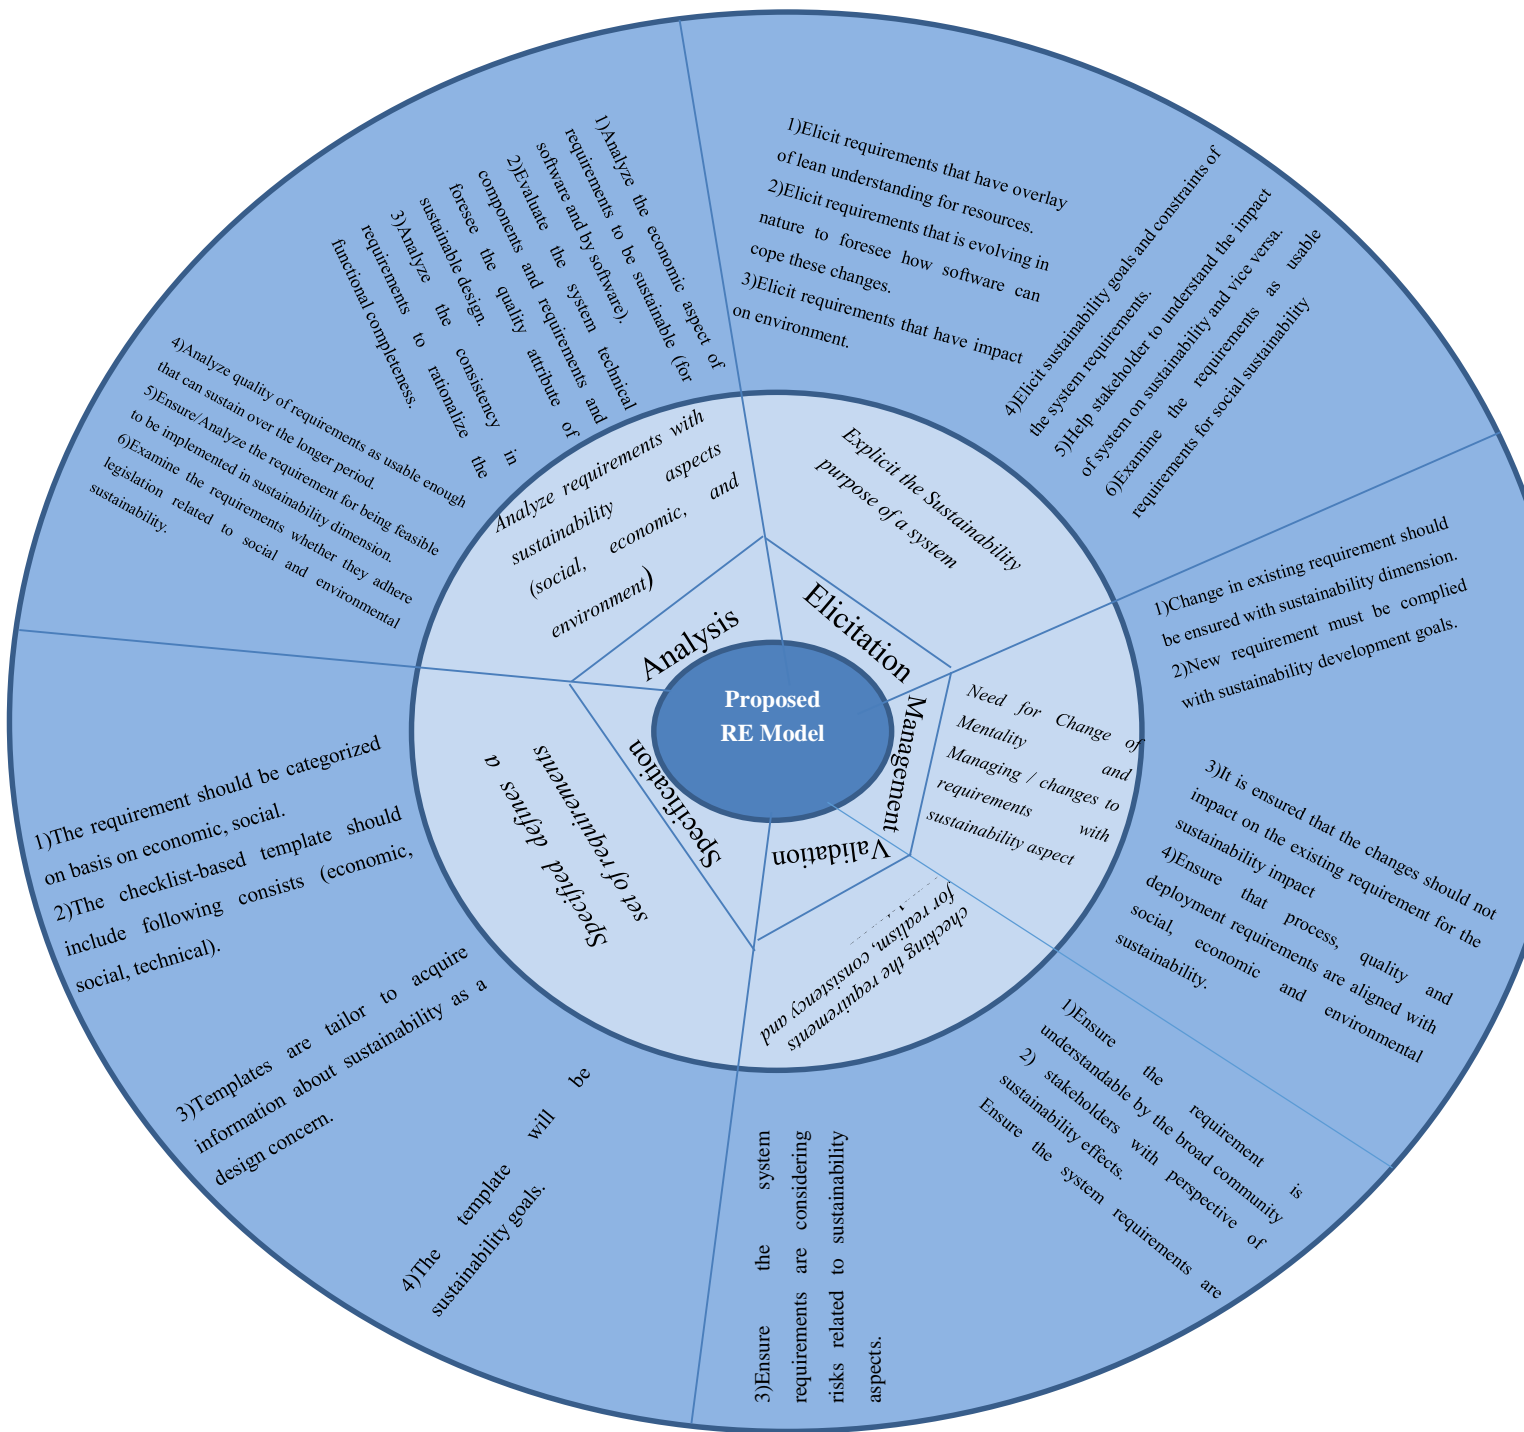 Proposed
RE Model
Elicitation
Explicit the Sustainability
purpose of a system
1)Elicit requirements that have overlay
of lean understanding for resources.
2)Elicit requirements that is evolving in
nature to foresee how software can
cope these changes.
3)Elicit requirements that have impact
on environment.
4)Elicit sustainability goals and constraints of
the system requirements.
5)Help stakeholder to understand the impact
of system on sustainability and vice versa.
6)Examine the requirements as usable
requirements for social sustainability
Management
Need for Change of
Mentality and
Managing / changes to
requirements with
sustainability aspect
1)Change in existing requirement should
be ensured with sustainability dimension.
2)New requirement must be complied
with sustainability development goals.
3)It is ensured that the changes should not
impact on the existing requirement for the
sustainability impact
4)Ensure that process, quality and
deployment requirements are aligned with
social, economic and environmental
sustainability.
Validation
checking the requirements
for realism, consistency and
1)Ensure the requirement is
understandable by the broad community
2) stakeholders with perspective of
sustainability effects.
Ensure the system requirements are
3)Ensure the system
requirements are considering
risks related to sustainability
aspects.
Specification
Specified defines a
set of requirements
1)The requirement should be categorized
on basis on economic, social.
2)The checklist-based template should
include following consists (economic,
social, technical).
3)Templates are tailor to acquire
information about sustainability as a
design concern.
4)The template will be
sustainability goals.
Analysis
Analyze requirements with
sustainability aspects
(social, economic, and
environment)
1)Analyze the economic aspect of
requirements to be sustainable (for
software and by software).
2)Evaluate the system technical
components and requirements and
foresee the quality attribute of
sustainable design.
3)Analyze the consistency in
requirements to rationalize the
functional completeness.
4)Analyze quality of requirements as usable enough
that can sustain over the longer period.
5)Ensure/Analyze the requirement for being feasible
to be implemented in sustainability dimension.
6)Examine the requirements whether they adhere
legislation related to social and environmental
sustainability.